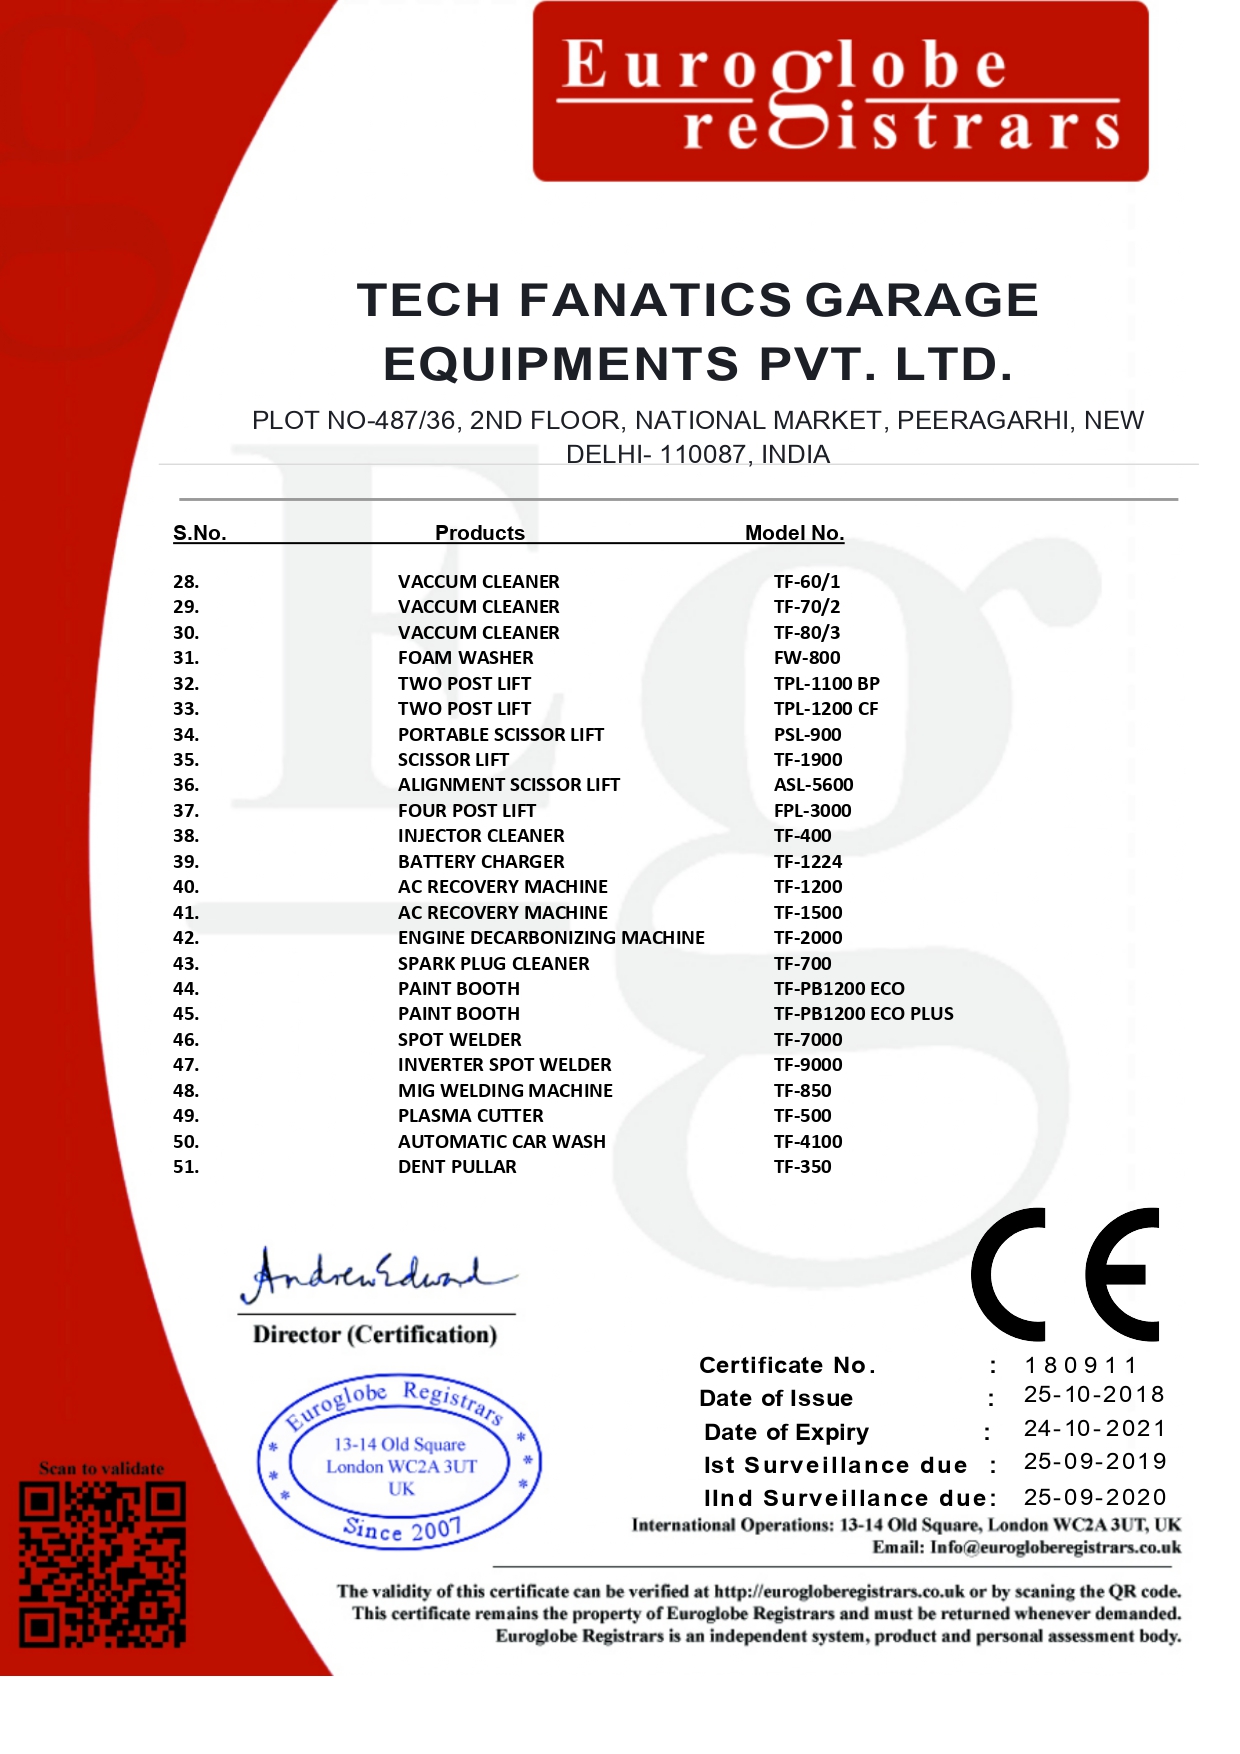 Euroglobe
registrars
TECH FANATICS GARAGE
EQUIPMENTS PVT. LTD.
PLOT NO-487/36, 2ND FLOOR, NATIONAL MARKET, PEERAGARHI, NEW
DELHI- 110087, INDIA
S.No. Products Model No.
28. VACCUM CLEANER TF-60/1
29. VACCUM CLEANER TF-70/2
30. VACCUM CLEANER TF-80/3
31. FOAM WASHER FW-800
32. TWO POST LIFT TPL-1100 BP
33. TWO POST LIFT TPL-1200 CF
34. PORTABLE SCISSOR LIFT PSL-900
35. SCISSOR LIFT TF-1900
36. ALIGNMENT SCISSOR LIFT ASL-5600
37. FOUR POST LIFT FPL-3000
38. INJECTOR CLEANER TF-400
39. BATTERY CHARGER TF-1224
40. AC RECOVERY MACHINE TF-1200
41. AC RECOVERY MACHINE TF-1500
42. ENGINE DECARBONIZING MACHINE TF-2000
43. SPARK PLUG CLEANER TF-700
44. PAINT BOOTH TF-PB1200 ECO
45. PAINT BOOTH TF-PB1200 ECO PLUS
46. SPOT WELDER TF-7000
47. INVERTER SPOT WELDER TF-9000
48. MIG WELDING MACHINE TF-850
49. PLASMA CUTTER TF-500
50. AUTOMATIC CAR WASH TF-4100
51. DENT PULLAR TF-350
Andrew Edward
Director (Certification)
CE
Euroglobe Registrars
13-14 Old Square
London WC2A 3UT
UK
Since 2007
Scan to validate
Certificate No. : 180911
Date of Issue : 25-10-2018
Date of Expiry : 24-10-2021
Ist Surveillance due : 25-09-2019
IInd Surveillance due: 25-09-2020
International Operations: 13-14 Old Square, London WC2A 3UT, UK
Email: Info@eurogloberegistrars.co.uk
The validity of this certificate can be verified at http://eurogloberegistrars.co.uk or by scaning the QR code.
This certificate remains the property of Euroglobe Registrars and must be returned whenever demanded.
Euroglobe Registrars is an independent system, product and personal assessment body.